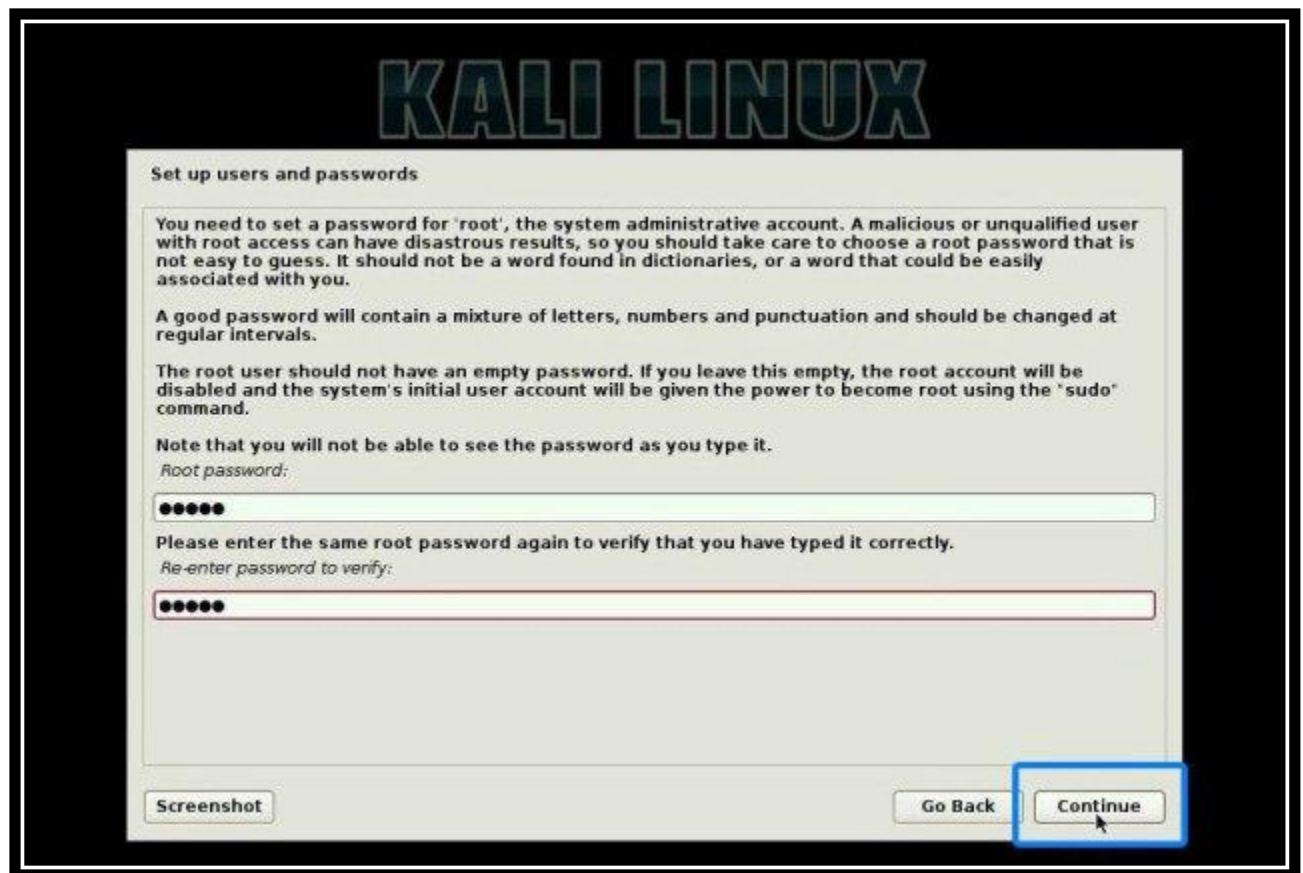 KALI LINUX
Set up users and passwords
You need to set a password for 'root', the system administrative account. A malicious or unqualified user
with root access can have disastrous results, so you should take care to choose a root password that is
not easy to guess. It should not be a word found in dictionaries, or a word that could be easily
associated with you.
A good password will contain a mixture of letters, numbers and punctuation and should be changed at
regular intervals.
The root user should not have an empty password. If you leave this empty, the root account will be
disabled and the system's initial user account will be given the power to become root using the "sudo"
command.
Note that you will not be able to see the password as you type it.
Root password:
●●●●●
Please enter the same root password again to verify that you have typed it correctly.
Re-enter password to verify:
●●●●●
Screenshot
Go Back
Continue